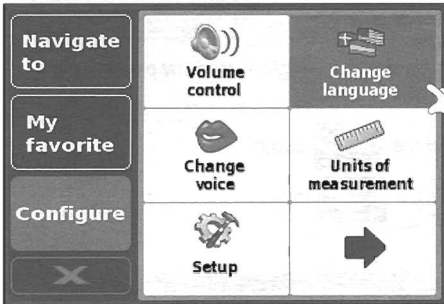 Navigate
to
My
favorite
Configure
Volume
control
Change
language
Change
voice
Units of
measurement
Setup